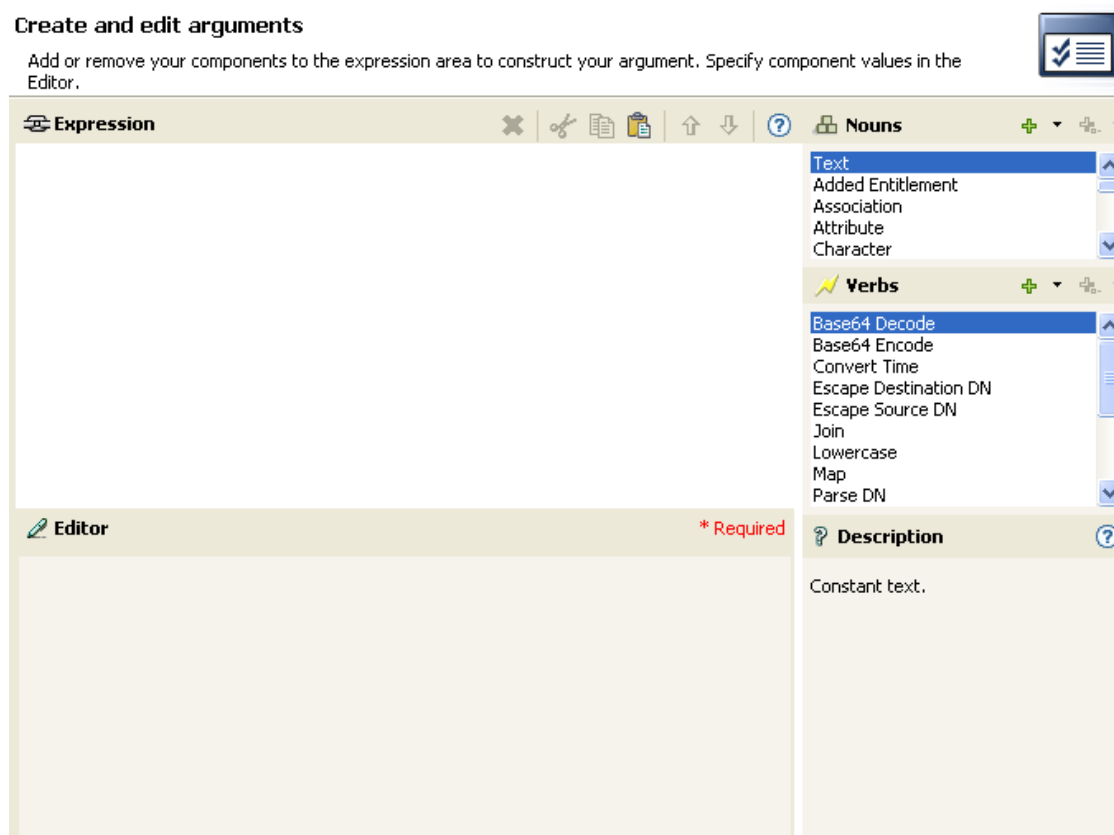 Create and edit arguments
Add or remove your components to the expression area to construct your argument. Specify component values in the
Editor.
Expression
Nouns
Text
Added Entitlement
Association
Attribute
Character
Verbs
Base64 Decode
Base64 Encode
Convert Time
Escape Destination DN
Escape Source DN
Join
Lowercase
Map
Parse DN
Editor
* Required
Description
Constant text.